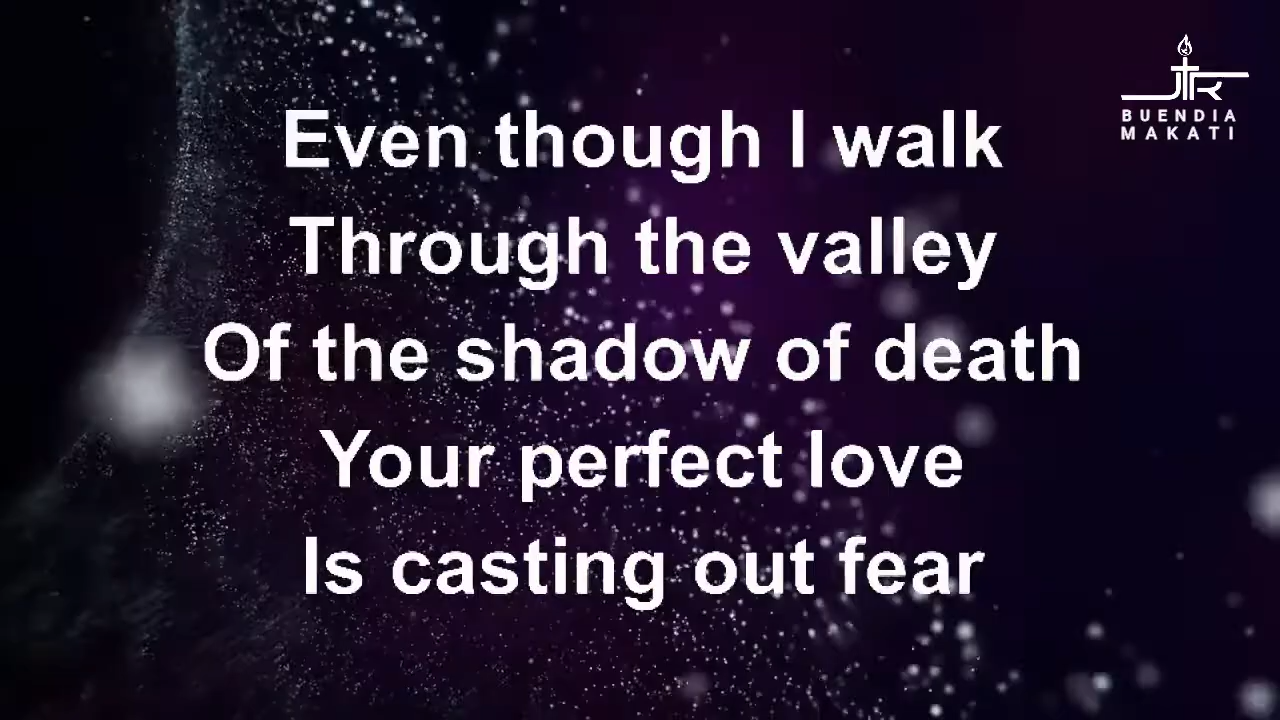 Even though I walk
Through the valley
Of the shadow of death
Your perfect love
Is casting out fear
JTR
BUENDIA
MAKATI